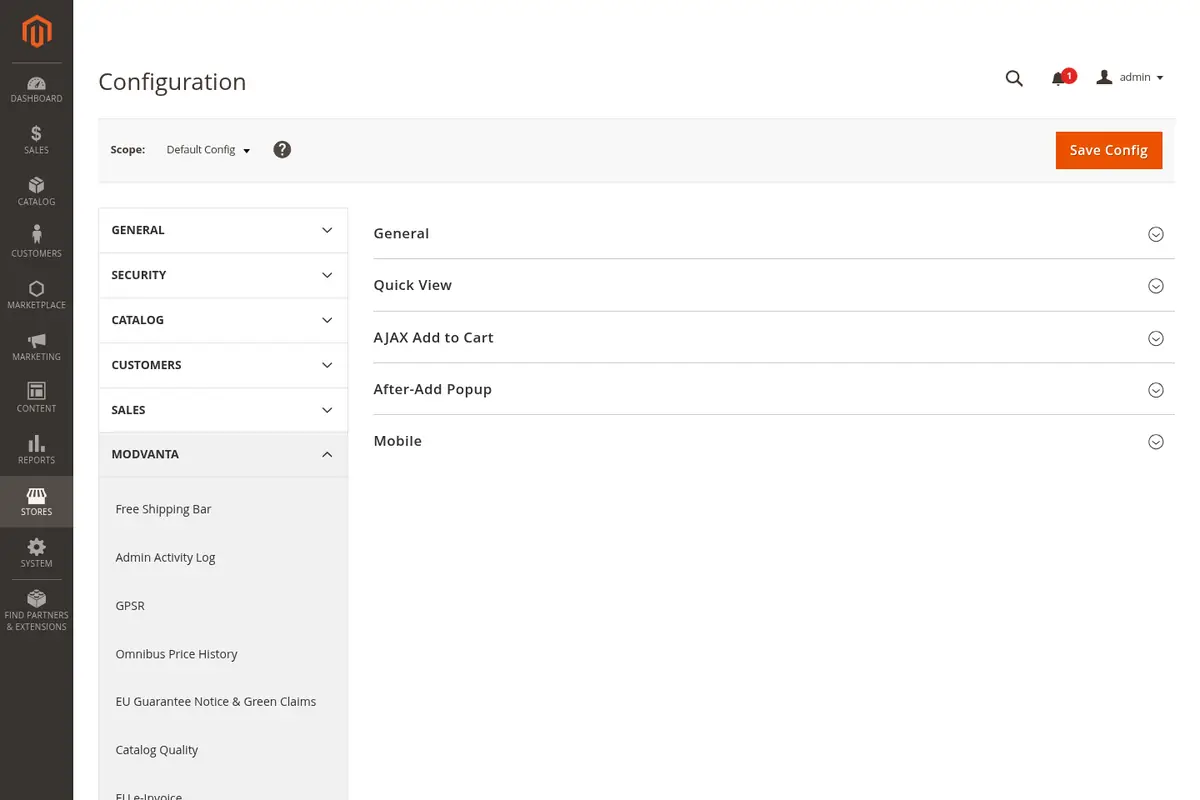 DASHBOARD
SALES
CATALOG
CUSTOMERS
MARKETPLACE
MARKETING
CONTENT
REPORTS
STORES
SYSTEM
FIND PARTNERS
& EXTENSIONS
Configuration
1
admin
Scope:
Default Config
?
Save Config
GENERAL
SECURITY
CATALOG
CUSTOMERS
SALES
MODVANTA
Free Shipping Bar
Admin Activity Log
GPSR
Omnibus Price History
EU Guarantee Notice & Green Claims
Catalog Quality
EU e-Invoice
General
Quick View
AJAX Add to Cart
After-Add Popup
Mobile